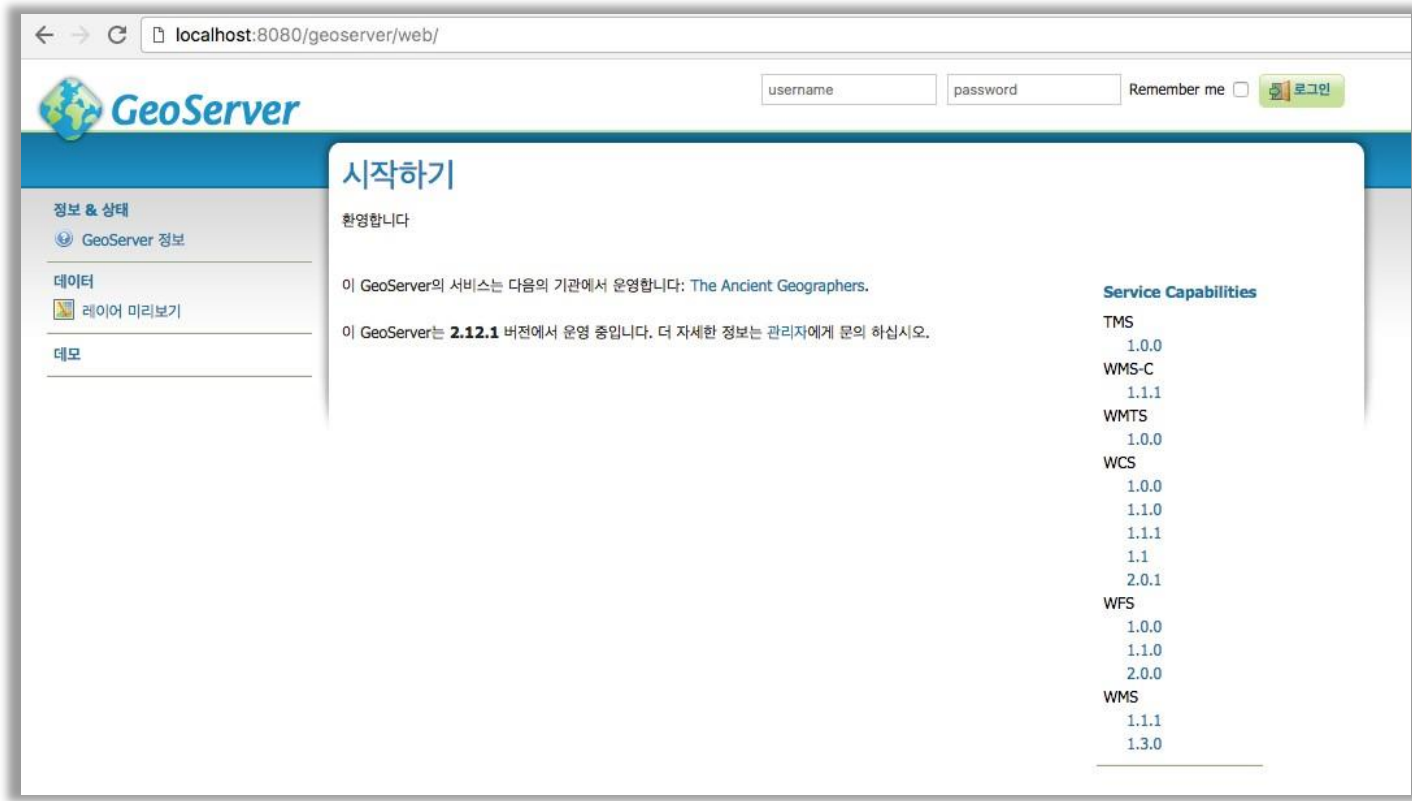 localhost:8080/geoserver/web/
GeoServer
username
password
Remember me
로그인
시작하기
환영합니다
정보 & 상태
GeoServer 정보
데이터
레이어 미리보기
데모
이 GeoServer의 서비스는 다음의 기관에서 운영합니다: The Ancient Geographers.
이 GeoServer는 2.12.1 버전에서 운영 중입니다. 더 자세한 정보는 관리자에게 문의 하십시오.
Service Capabilities
TMS
1.0.0
WMS-C
1.1.1
WMTS
1.0.0
WCS
1.0.0
1.1.0
1.1.1
1.1
2.0.1
WFS
1.0.0
1.1.0
2.0.0
WMS
1.1.1
1.3.0